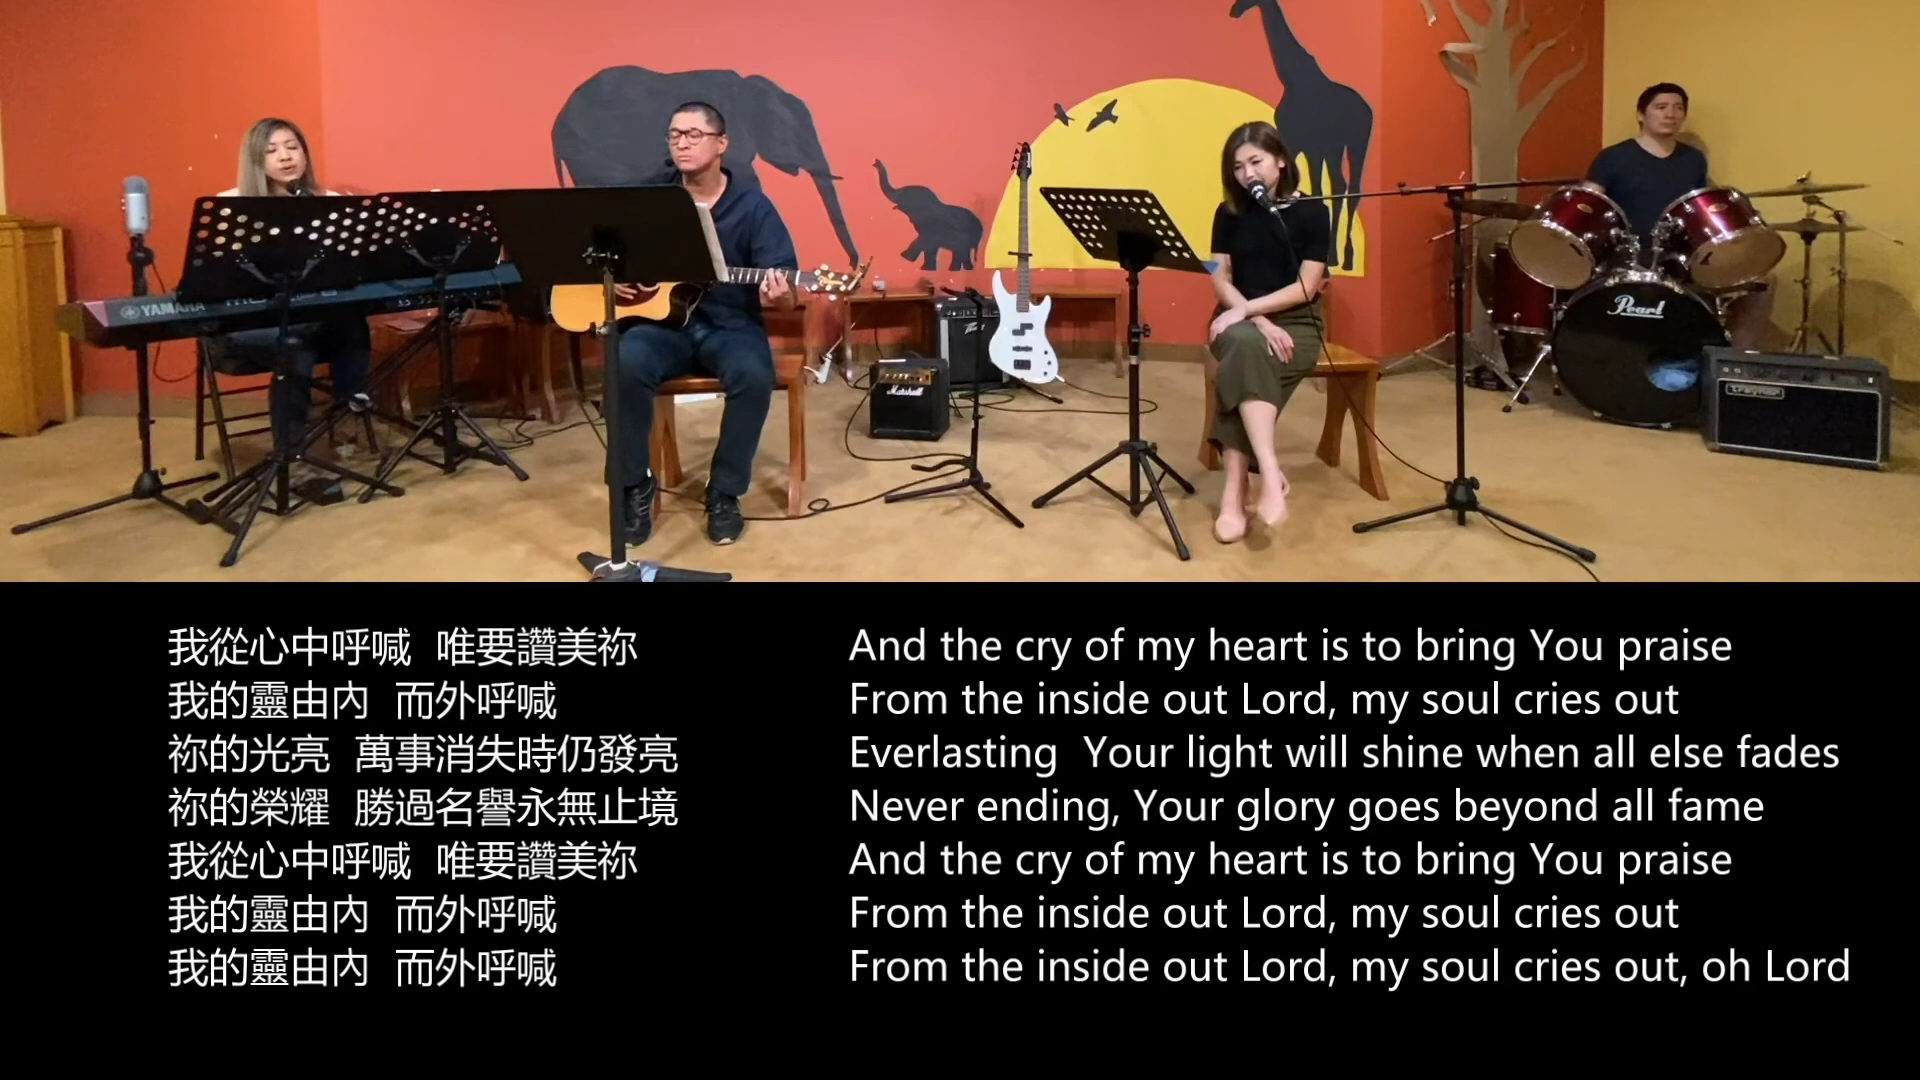 YAMAHA
Marshall
Pearl
我從心中呼喊 唯要讚美祢
我的靈由內 而外呼喊
祢的光亮 萬事消失時仍發亮
祢的榮耀 勝過名譽永無止境
我從心中呼喊 唯要讚美祢
我的靈由內 而外呼喊
我的靈由內 而外呼喊
And the cry of my heart is to bring You praise
From the inside out Lord, my soul cries out
Everlasting Your light will shine when all else fades
Never ending, Your glory goes beyond all fame
And the cry of my heart is to bring You praise
From the inside out Lord, my soul cries out
From the inside out Lord, my soul cries out, oh Lord